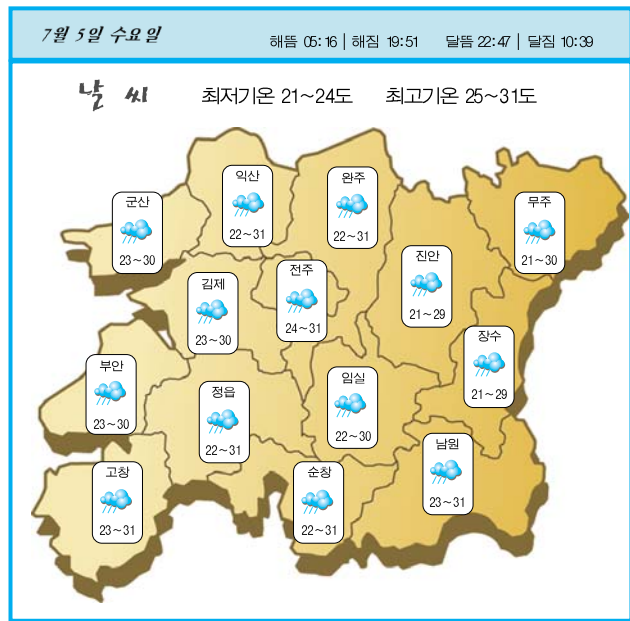 7월 5일 수요일
해뜸 05:16 | 해짐 19:51 달뜸 22:47 | 달짐 10:39
날 씨 최저기온 21~24도 최고기온 25~31도
군산
23~30
익산
22~31
완주
22~31
무주
21~30
김제
23~30
전주
24~31
진안
21~29
장수
21~29
부안
23~30
정읍
22~31
임실
22~30
남원
23~31
고창
23~31
순창
22~31